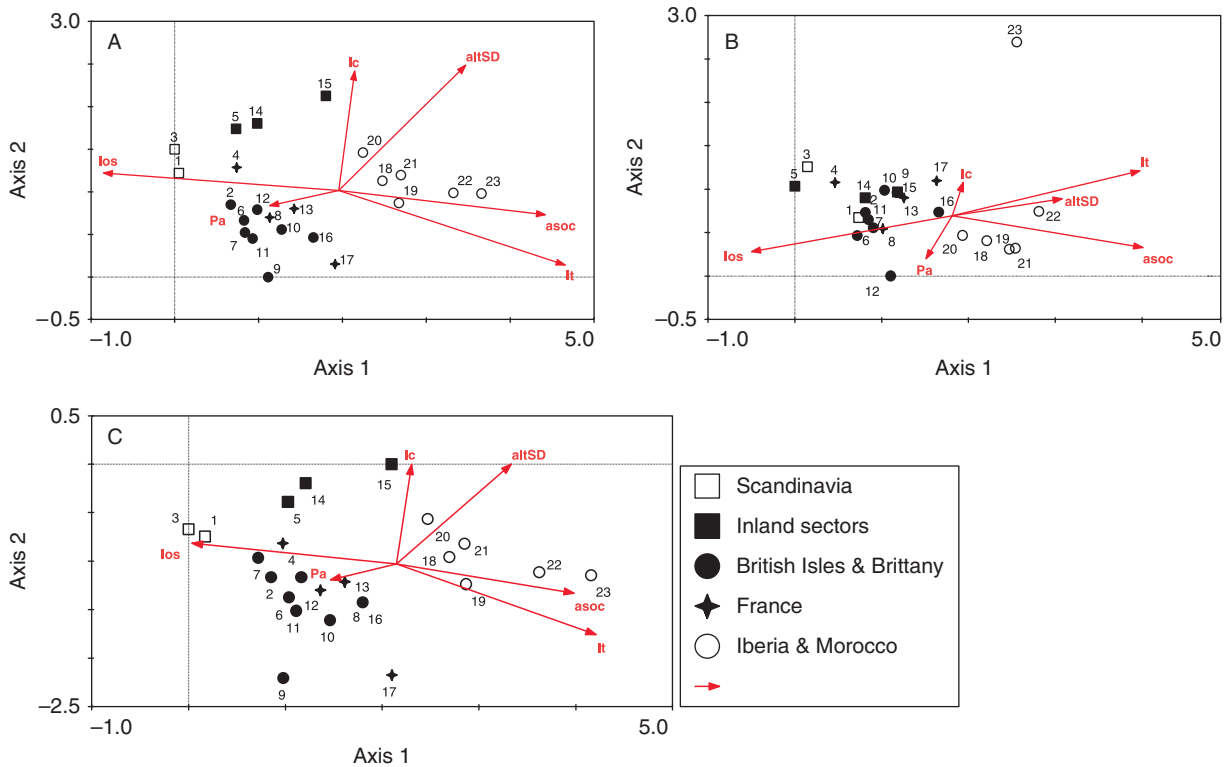 3.0
A
Ic
altSD
15
5
14
20
3
4
18
21
Ios
1
22
23
2
12
8
13
19
Pa
6
asoc
7
11
10
16
It
9
17
Axis 2
–0.5
–1.0
5.0
Axis 1
3.0
B
23
It
3
4
10
9
17
Ic
5
14
15
altSD
1
2
11
13
16
22
7
6
8
20
19
asoc
Ios
Pa
18
21
12
Axis 2
–0.5
–1.0
5.0
Axis 1
0.5
C
Ic
altSD
15
14
3
1
5
20
21
Ios
4
18
22
7
Pa
13
23
2
12
19
asoc
6
8
16
11
10
It
9
17
Axis 2
–2.5
–1.0
5.0
Axis 1
Scandinavia
Inland sectors
British Isles & Brittany
France
Iberia & Morocco